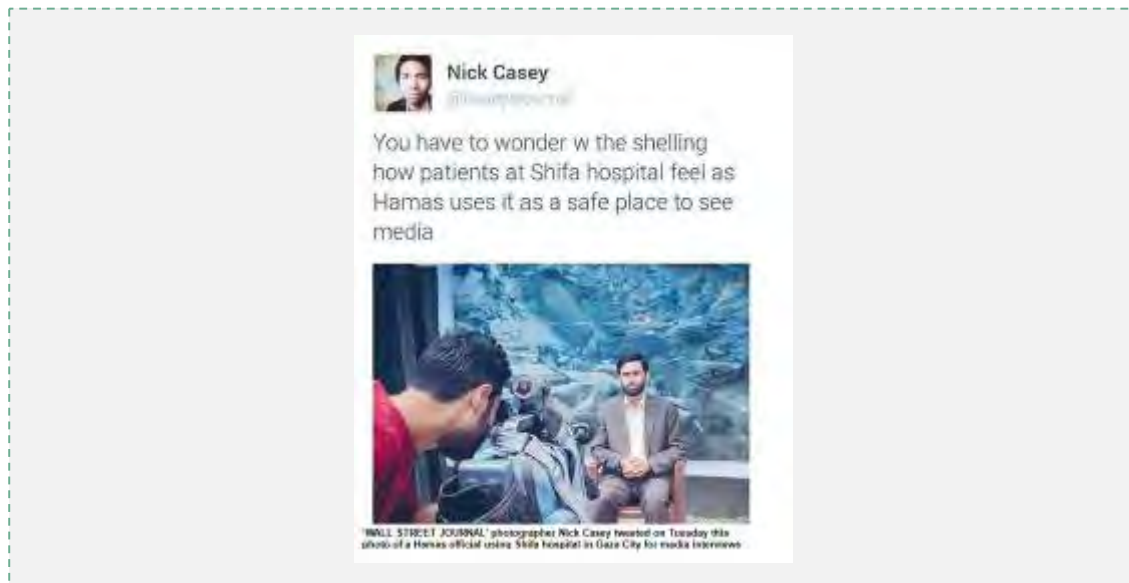 Nick Casey
You have to wonder w the shelling
how patients at Shifa hospital feel as
Hamas uses it as a safe place to see
media
'WALL STREET JOURNAL' photographer Nick Casey tweeted on Tuesday this
photo of a Hamas official using Shifa hospital in Gaza City for media interviews